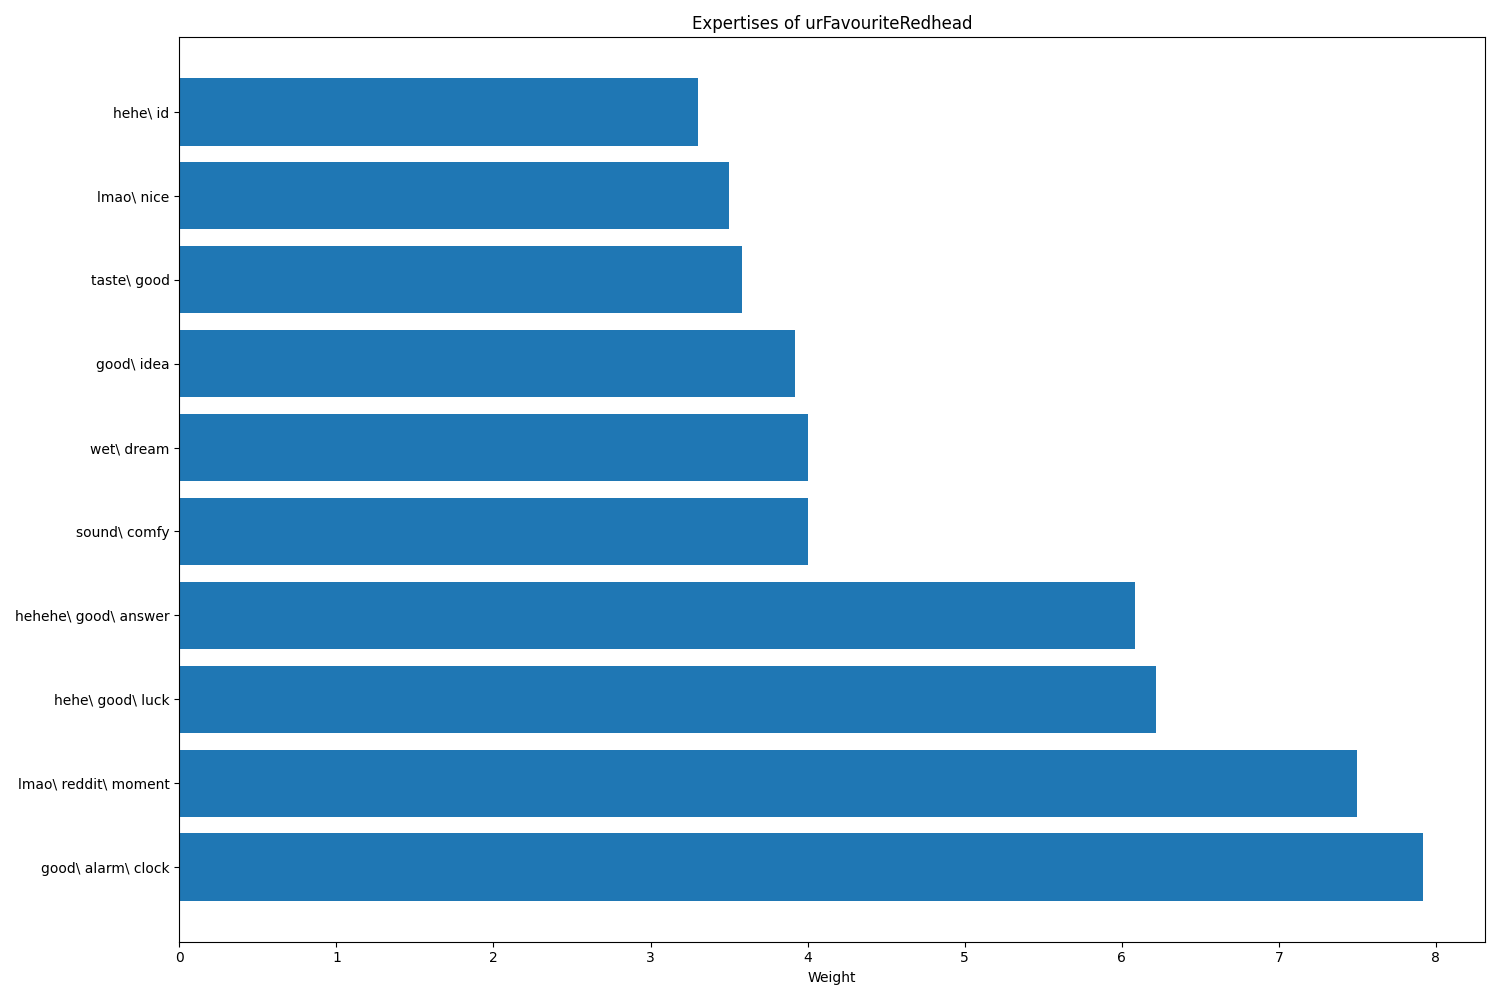 Expertises of urFavouriteRedhead
hehe\ id
lmao\ nice
taste\ good
good\ idea
wet\ dream
sound\ comfy
hehehe\ good\ answer
hehe\ good\ luck
lmao\ reddit\ moment
good\ alarm\ clock
0 1 2 3 4 5 6 7 8
Weight